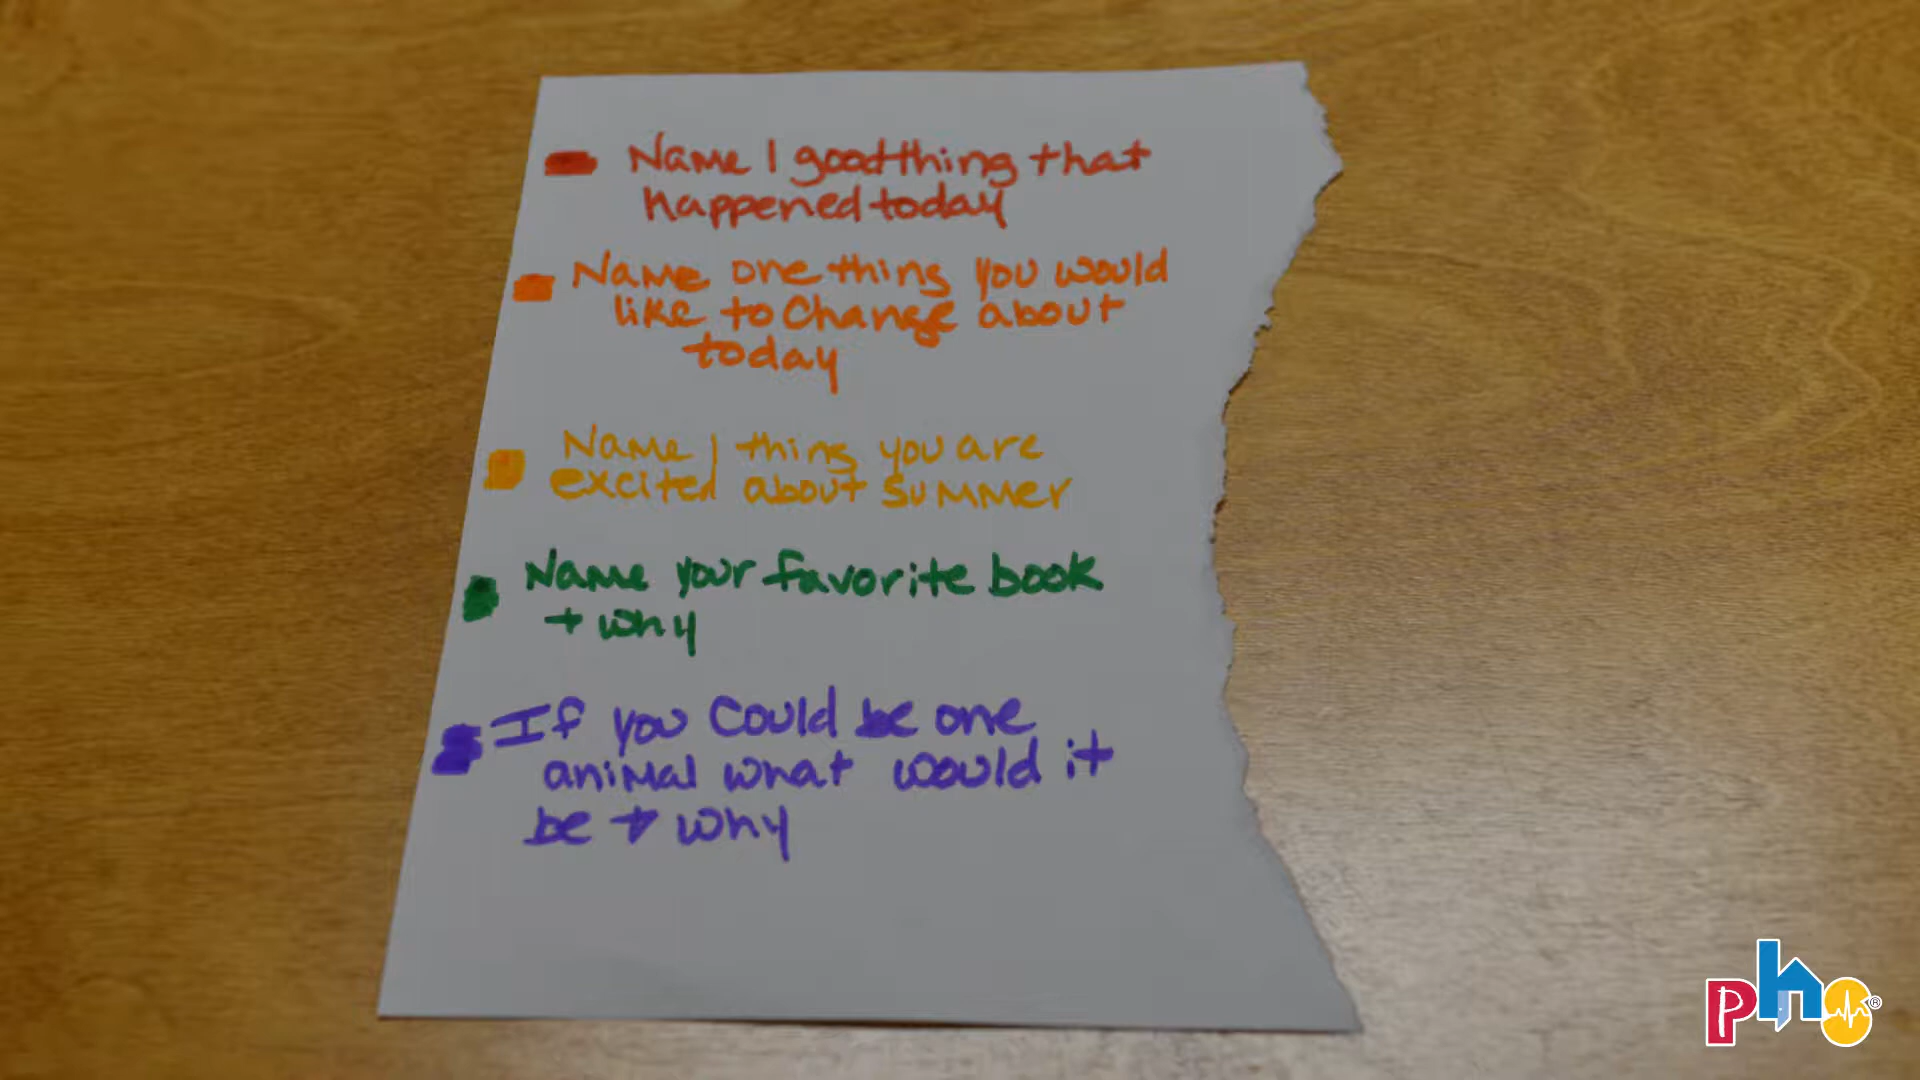 Name 1 good thing that
happened today
Name one thing you would
like to change about
today
Name 1 thing you are
excited about summer
Name your favorite book
+ why
If you could be one
animal what would it
be + why
pho®